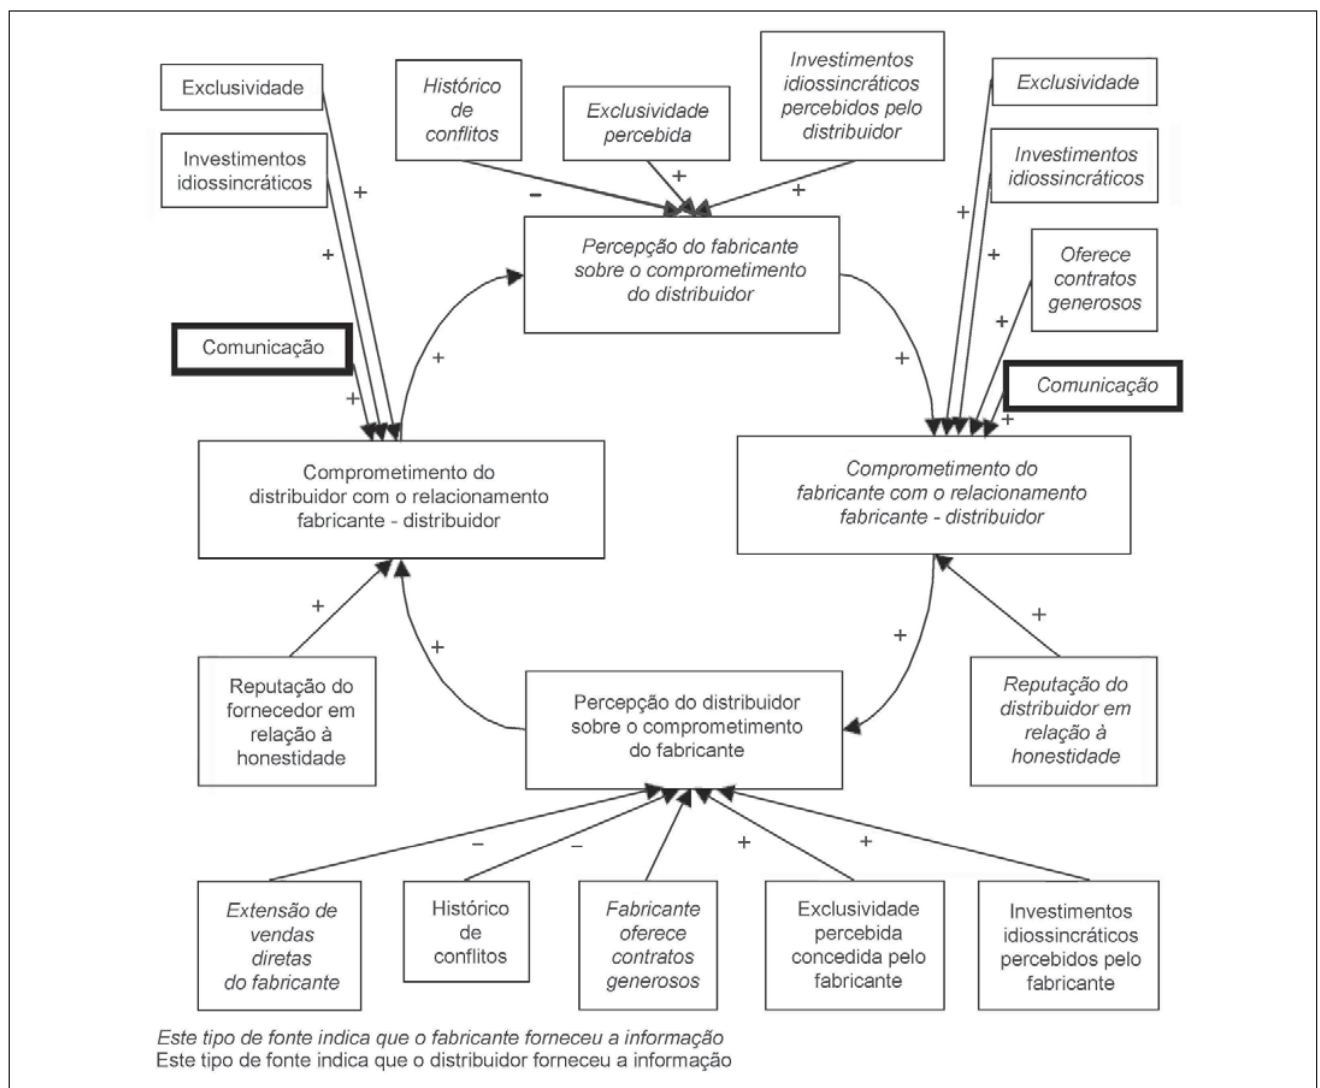 Exclusividade
Investimentos
idiossincráticos
Histórico
de
conflitos
Exclusividade
percebida
Investimentos
idiossincráticos
percebidos pelo
distribuidor
Exclusividade
Investimentos
idiossincráticos
Oferece
contratos
generosos
+
+
–
+
+
+
+
+
Percepção do fabricante
sobre o comprometimento
do distribuidor
Comunicação
+
+
+
Comunicação
+
Comprometimento do
distribuidor com o relacionamento
fabricante - distribuidor
Comprometimento do
fabricante com o relacionamento
fabricante - distribuidor
+
+
+
+
Reputação do
fornecedor em
relação à
honestidade
Percepção do distribuidor
sobre o comprometimento
do fabricante
Reputação do
distribuidor em
relação à
honestidade
–
–
+
+
Extensão de
vendas
diretas
do fabricante
Histórico
de
conflitos
Fabricante
oferece
contratos
generosos
Exclusividade
percebida
concedida pelo
fabricante
Investimentos
idiossincráticos
percebidos pelo
fabricante
Este tipo de fonte indica que o fabricante forneceu a informação
Este tipo de fonte indica que o distribuidor forneceu a informação